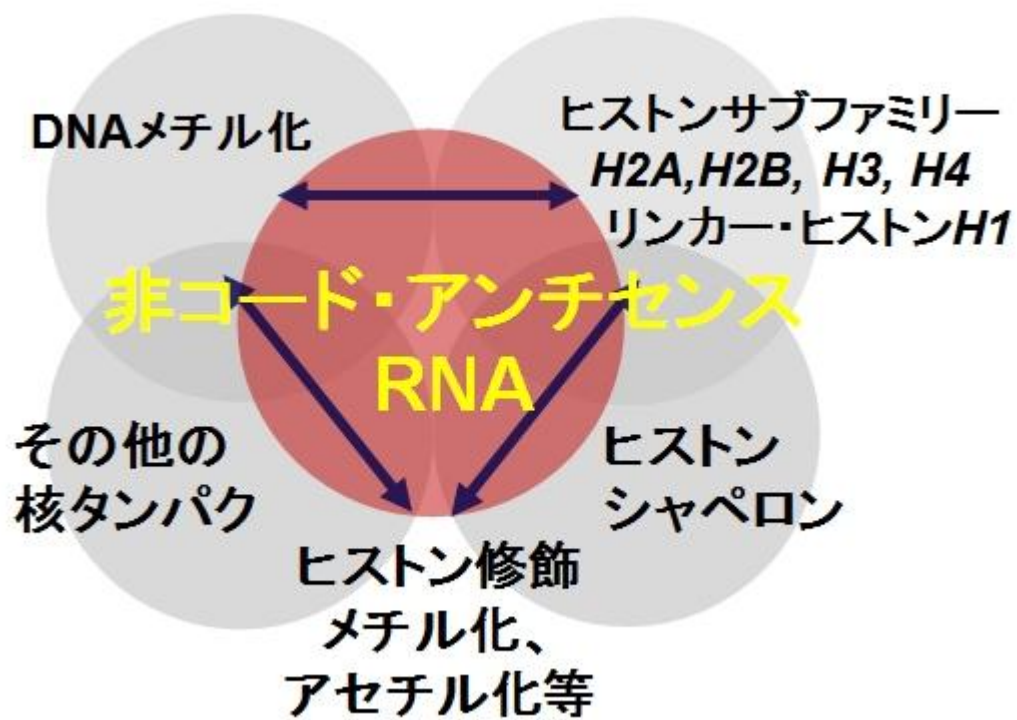 DNAメチル化
ヒストンサブファミリー
H2A,H2B, H3, H4
リンカー・ヒストンH1
非コード・アンチセンス
RNA
その他の
核タンパク
ヒストン
シャペロン
ヒストン修飾
メチル化、
アセチル化等